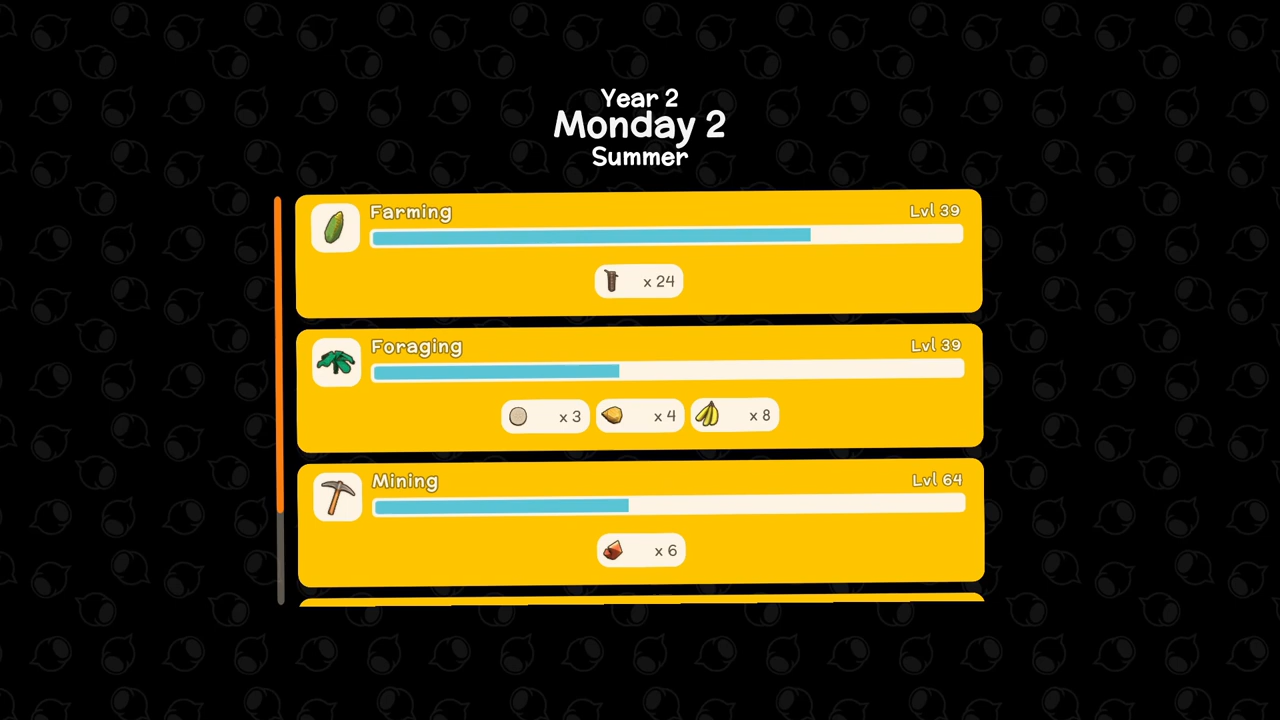 Year 2
Monday 2
Summer
Farming
Lvl 39
x 24
Foraging
Lvl 39
x 3
x 4
x 8
Mining
Lvl 64
x 6